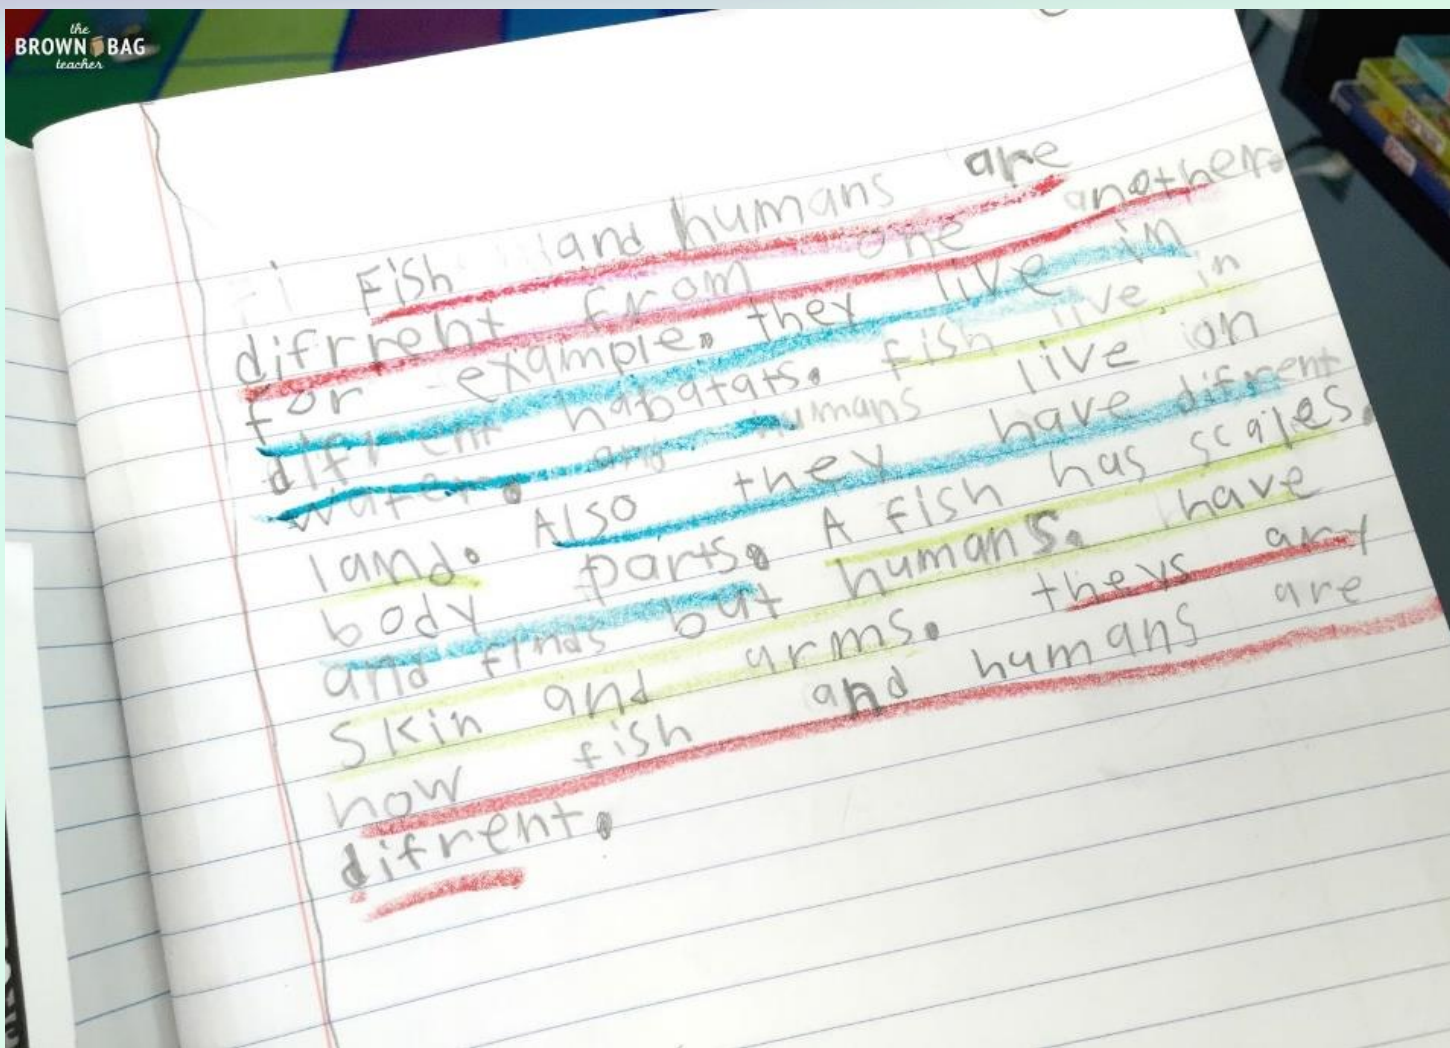 the
BROWN BAG
teacher
Fish and humans are
difrrent from one another.
for example. they live in
difrent habatats. fish live in
water. and humans live on
land. Also they have difrent
body parts. A fish has scales.
and finds but humans. have
skin and arms. theys are
how fish and humans are
difrent.